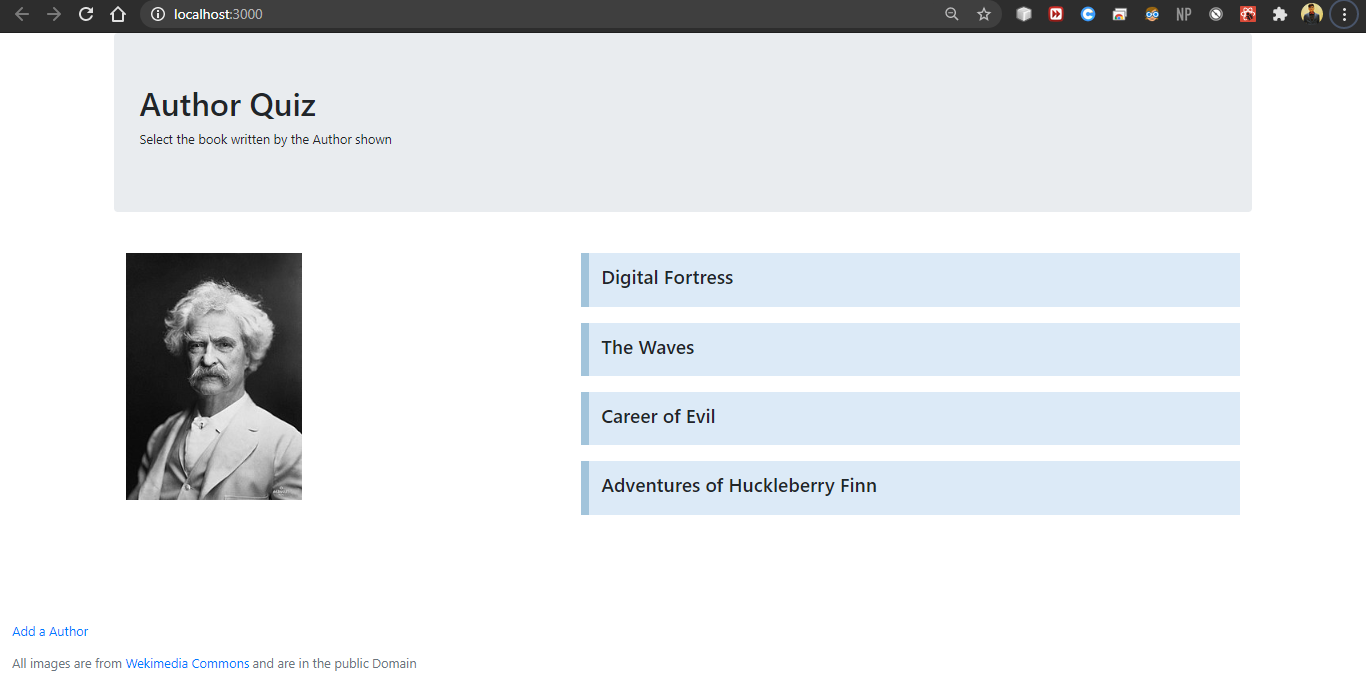 localhost:3000
NP
Author Quiz
Select the book written by the Author shown
Digital Fortress
The Waves
Career of Evil
Adventures of Huckleberry Finn
Add a Author
All images are from Wekimedia Commons and are in the public Domain